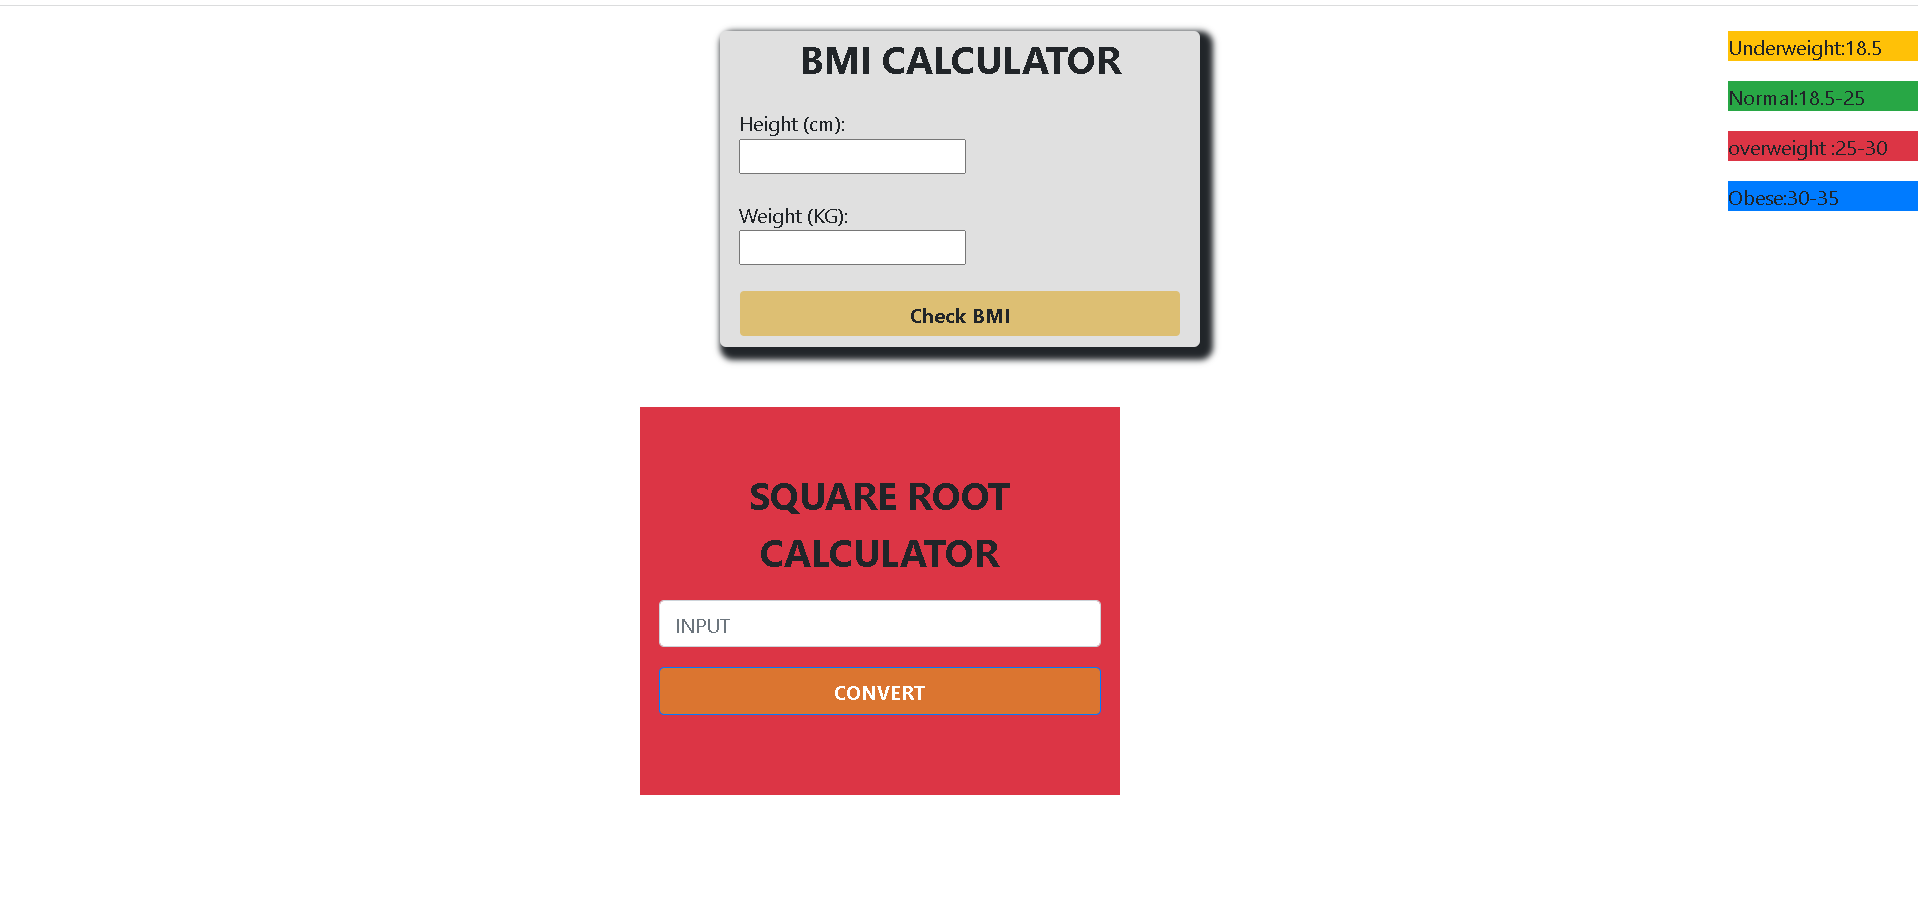 BMI CALCULATOR
Height (cm):
Weight (KG):
Check BMI
Underweight:18.5
Normal:18.5-25
overweight :25-30
Obese:30-35
SQUARE ROOT
CALCULATOR
INPUT
CONVERT